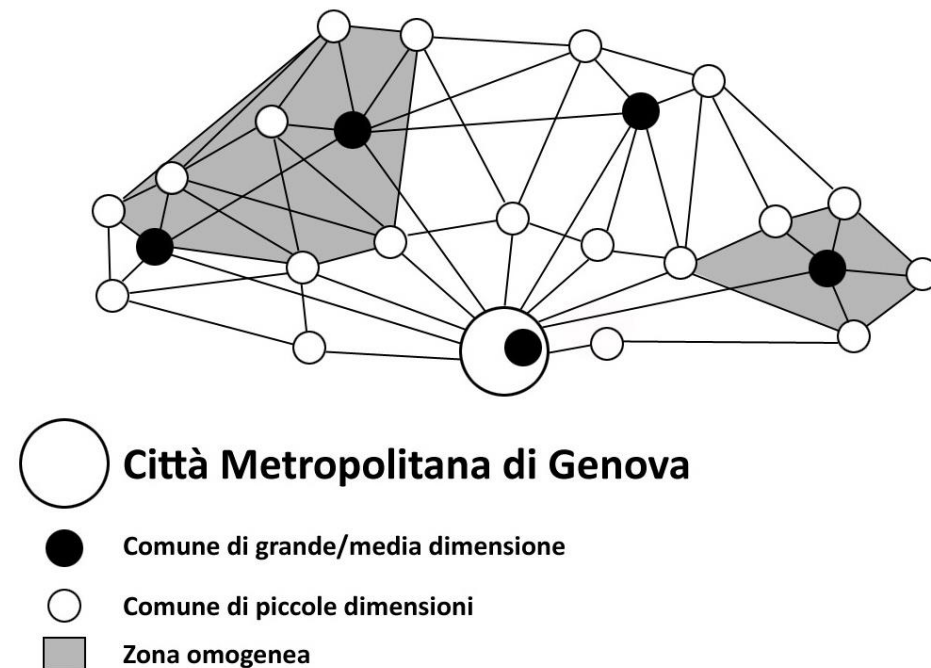 Città Metropolitana di Genova
Comune di grande/media dimensione
Comune di piccole dimensioni
Zona omogenea